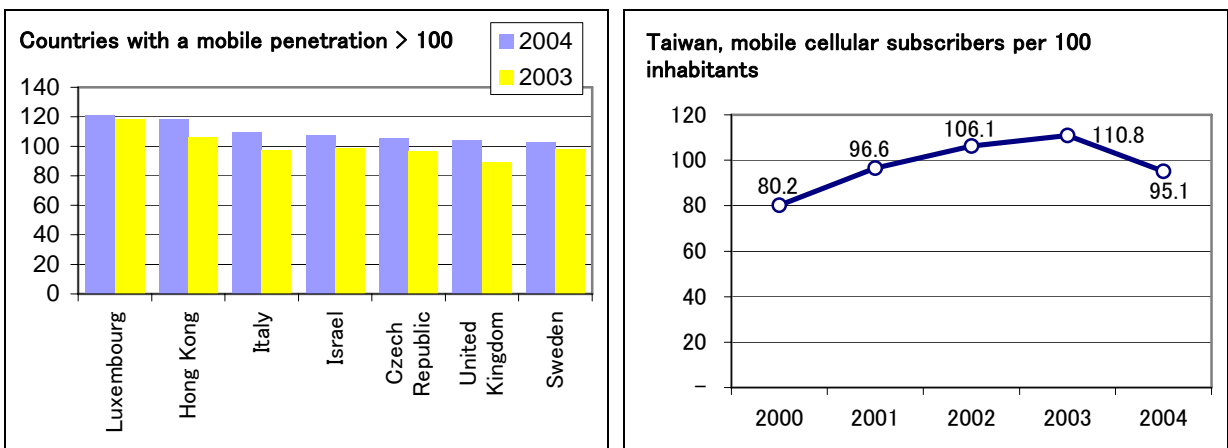 Countries with a mobile penetration > 100
2004
2003
140
120
100
80
60
40
20
0
Luxembourg
Hong Kong
Italy
Israel
Czech
Republic
United
Kingdom
Sweden
Taiwan, mobile cellular subscribers per 100
inhabitants
120
100
80
60
40
20
–
80.2
96.6
106.1
110.8
95.1
2000
2001
2002
2003
2004